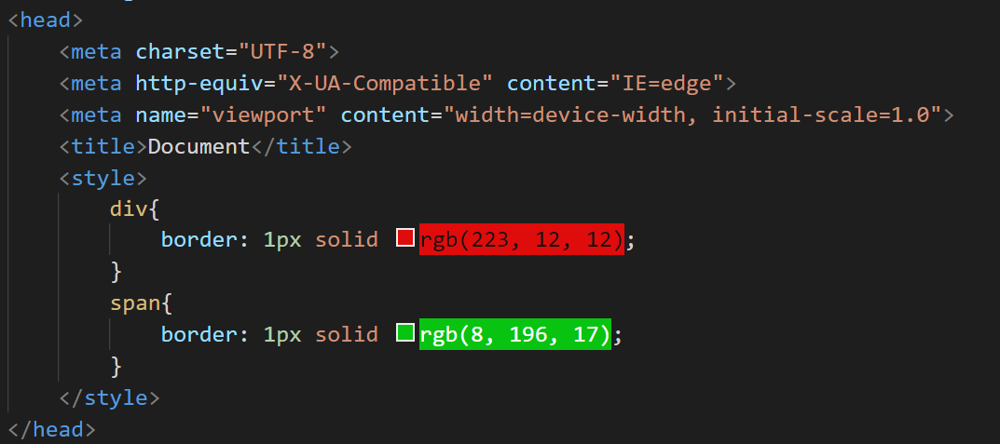 <head>
    <meta charset="UTF-8">
    <meta http-equiv="X-UA-Compatible" content="IE=edge">
    <meta name="viewport" content="width=device-width, initial-scale=1.0">
    <title>Document</title>
    <style>
        div{
            border: 1px solid rgb(223, 12, 12);
        }
        span{
            border: 1px solid rgb(8, 196, 17);
        }
    </style>
</head>